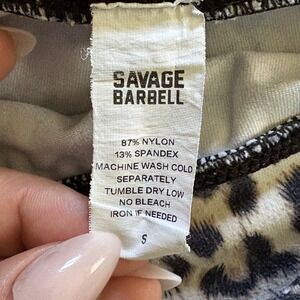 SAVAGE
BARBELL
87% NYLON
13% SPANDEX
MACHINE WASH COLD
SEPARATELY
TUMBLE DRY LOW
NO BLEACH
IRON IF NEEDED
S